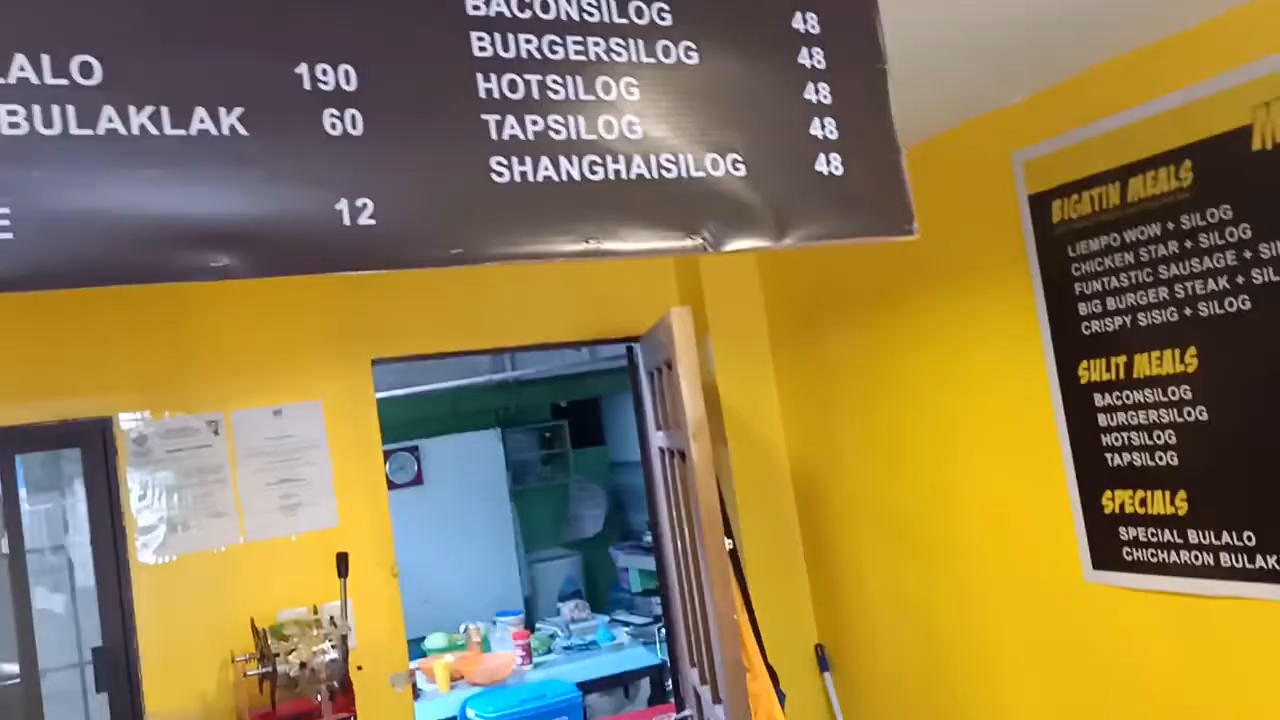 LALO 190
BULAKLAK 60
E 12
BACONSILOG 48
BURGERSILOG 48
HOTSILOG 48
TAPSILOG 48
SHANGHAISILOG 48
M
BIGATIN MEALS
LIEMPO WOW + SILOG
CHICKEN STAR + SILOG
FUNTASTIC SAUSAGE + SI
BIG BURGER STEAK + SIL
CRISPY SISIG + SILOG
SULIT MEALS
BACONSILOG
BURGERSILOG
HOTSILOG
TAPSILOG
SPECIALS
SPECIAL BULALO
CHICHARON BULAK